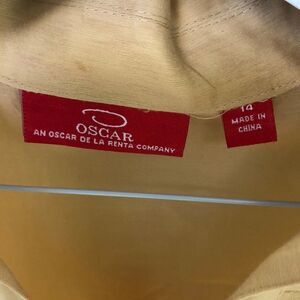 OSCAR
AN OSCAR DE LA RENTA COMPANY
14
MADE IN
CHINA